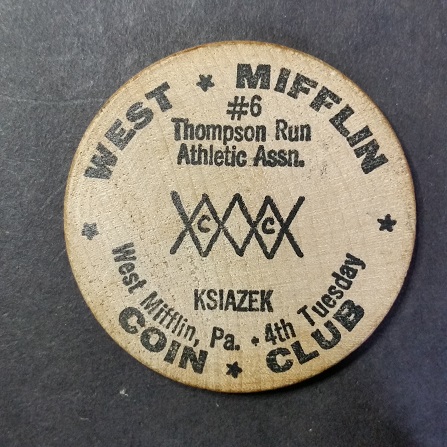 WEST * MIFFLIN
#6
Thompson Run
Athletic Assn.
C C
KSIAZEK
West Mifflin, Pa. • 4th Tuesday
COIN * CLUB